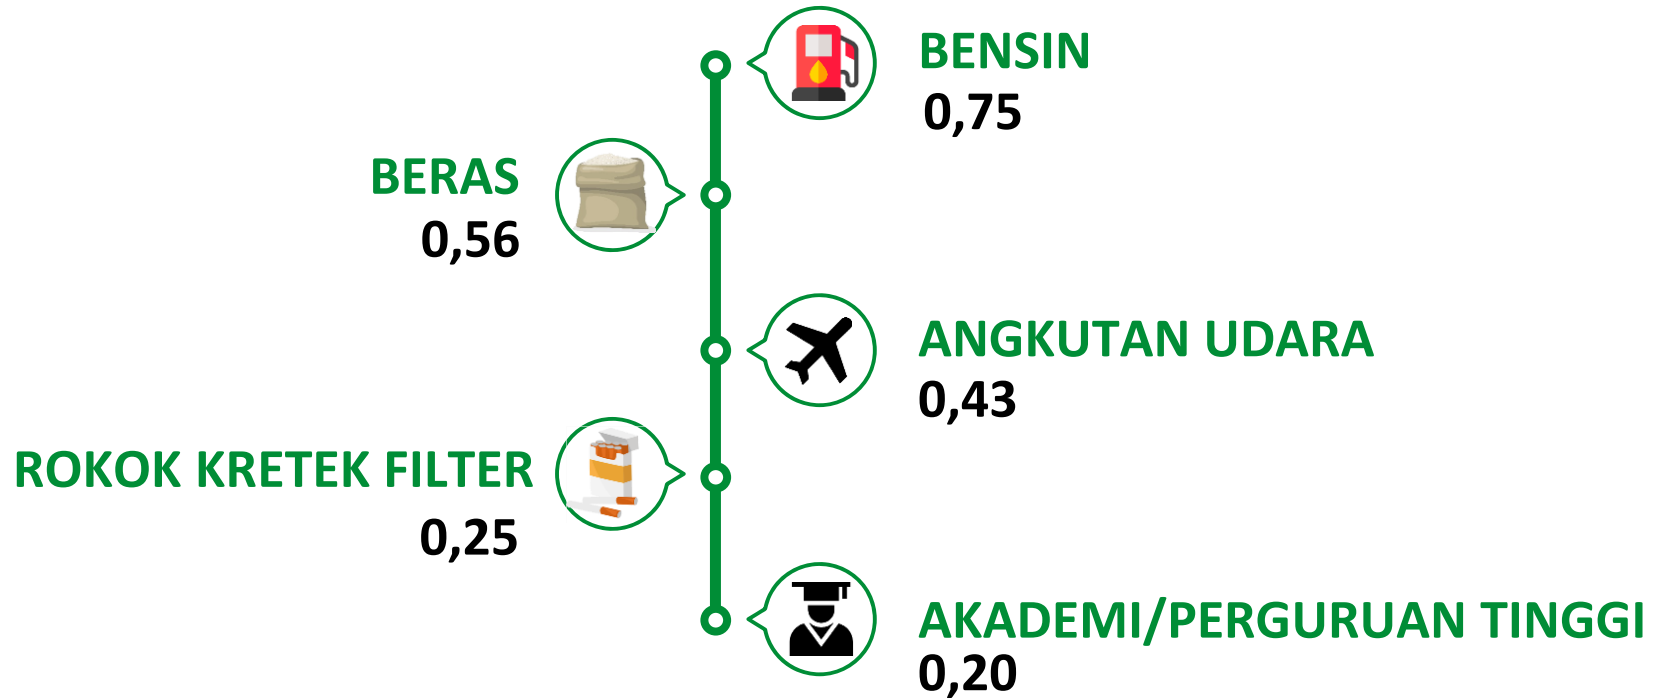 BENSIN
0,75
BERAS
0,56
ANGKUTAN UDARA
0,43
ROKOK KRETEK FILTER
0,25
AKADEMI/PERGURUAN TINGGI
0,20